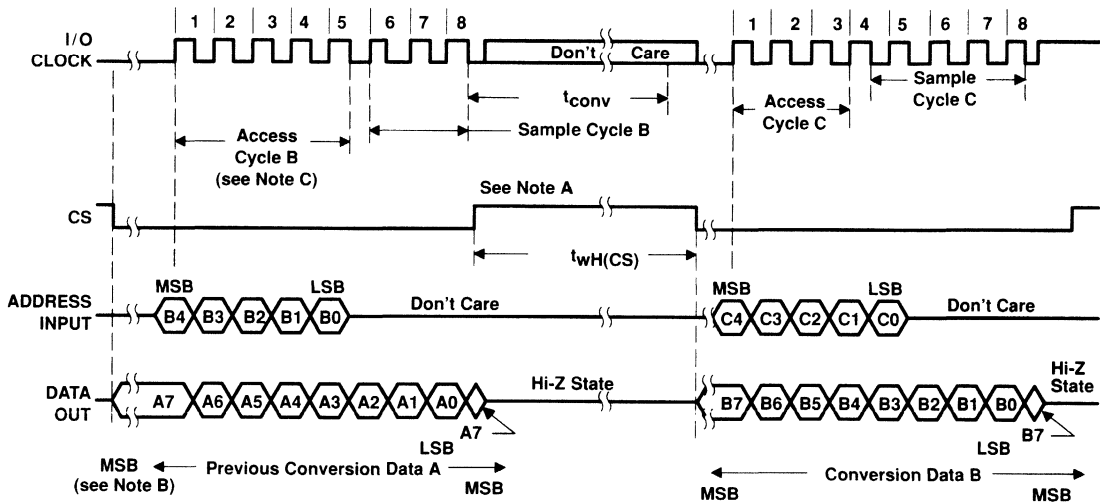 1 2 3 4 5 6 7 8 1 2 3 4 5 6 7 8
I/O
CLOCK
Don't Care
tconv
Sample
Cycle C
Access
Cycle C
Sample Cycle B
Access
Cycle B
(see Note C)
See Note A
CS
twH(CS)
MSB LSB MSB LSB
ADDRESS
INPUT
B4 B3 B2 B1 B0 Don't Care C4 C3 C2 C1 C0 Don't Care
Hi-Z State
Hi-Z
State
DATA
OUT
A7 A6 A5 A4 A3 A2 A1 A0 B7 B6 B5 B4 B3 B2 B1 B0
A7 B7
LSB LSB
MSB
(see Note B)
Previous Conversion Data A
MSB
Conversion Data B
MSB MSB